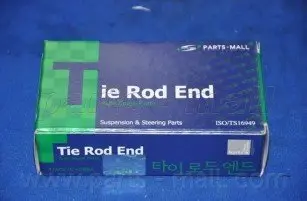 PARTS-MALL
Tie Rod End
Suspension & Steering Parts
ISO/TS16949
Tie Rod End
타이로드엔드